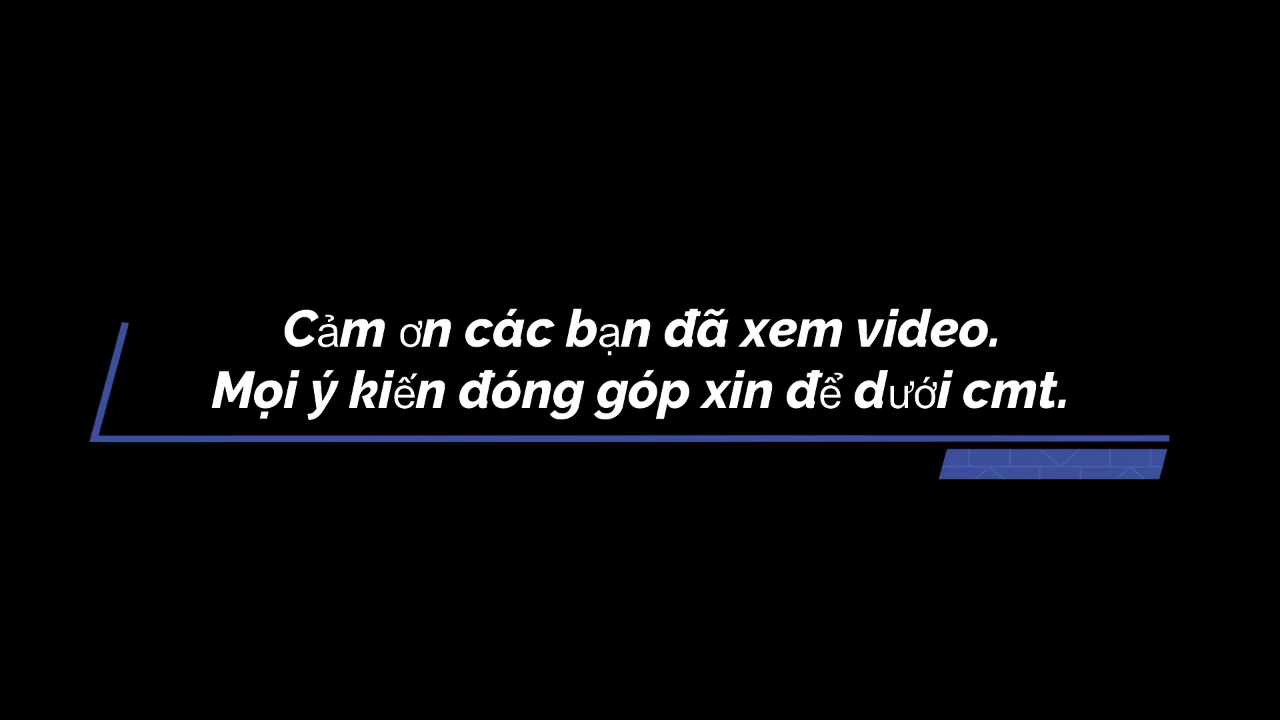 Cảm ơn các bạn đã xem video.
Mọi ý kiến đóng góp xin để dưới cmt.